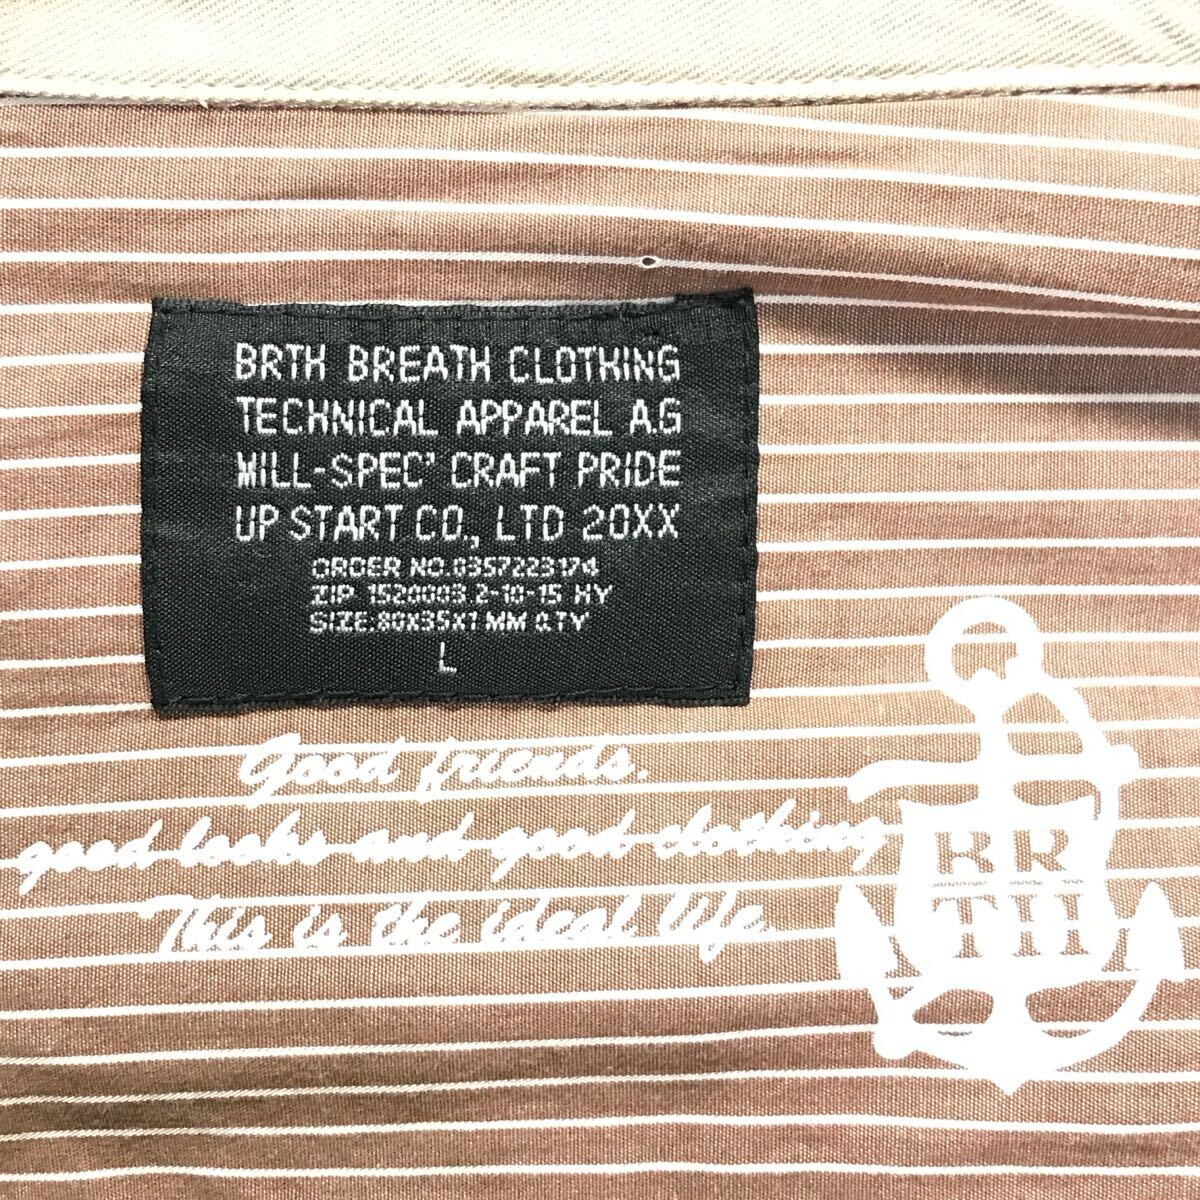 BRTH BREATH CLOTHING
TECHNICAL APPAREL A.G
MILL-SPEC' CRAFT PRIDE
UP START CO., LTD 20XX
ORDER NO.0357223174
ZIP 1520003.2-10-15 HY
SIZE:80X35X1 MM Q.TY
L
Good friends,
good looks and good clothing
This is the ideal life.
BR
TH